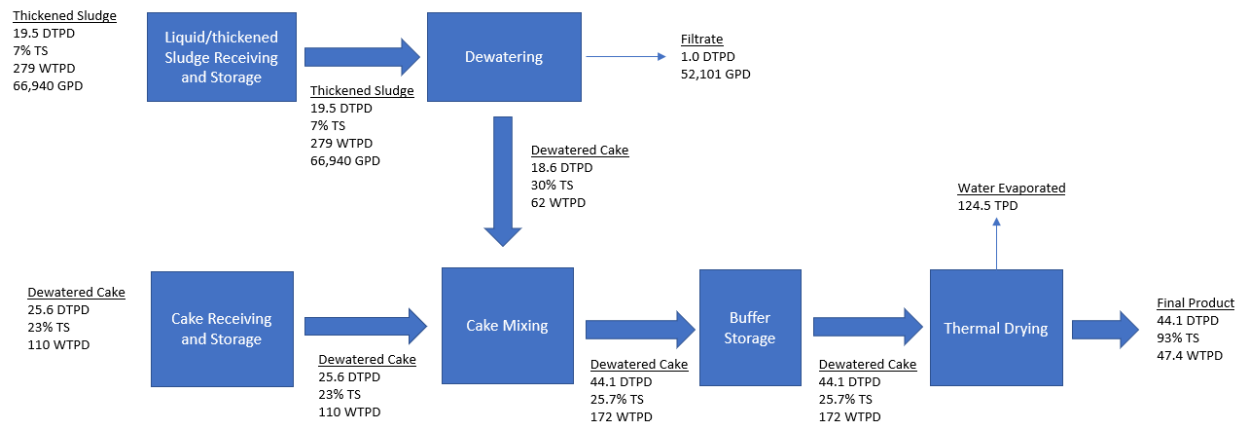 Thickened Sludge
19.5 DTPD
7% TS
279 WTPD
66,940 GPD
Liquid/thickened
Sludge Receiving
and Storage
Thickened Sludge
19.5 DTPD
7% TS
279 WTPD
66,940 GPD
Dewatering
Filtrate
1.0 DTPD
52,101 GPD
Dewatered Cake
18.6 DTPD
30% TS
62 WTPD
Water Evaporated
124.5 TPD
Dewatered Cake
25.6 DTPD
23% TS
110 WTPD
Cake Receiving
and Storage
Dewatered Cake
25.6 DTPD
23% TS
110 WTPD
Cake Mixing
Dewatered Cake
44.1 DTPD
25.7% TS
172 WTPD
Buffer
Storage
Dewatered Cake
44.1 DTPD
25.7% TS
172 WTPD
Thermal Drying
Final Product
44.1 DTPD
93% TS
47.4 WTPD